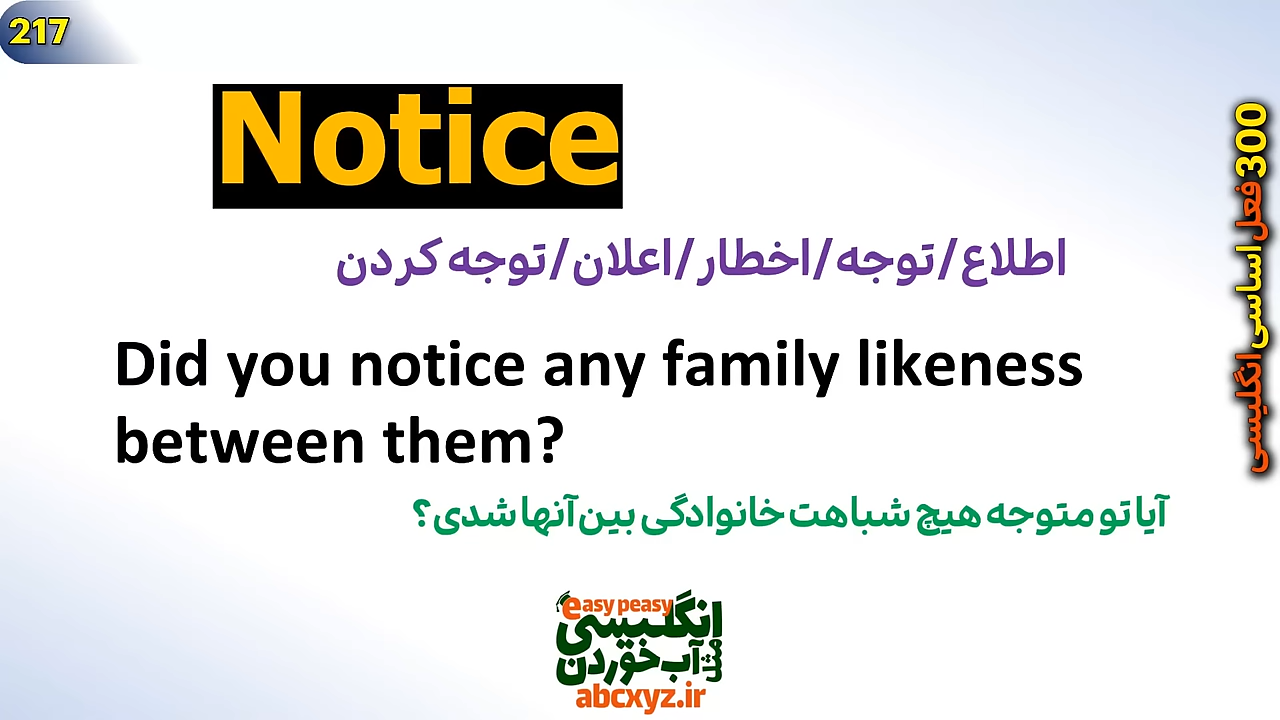 217
Notice
اطلاع/توجه/اخطار/اعلان/توجه کردن
Did you notice any family likeness
between them?
آیا تو متوجه هیچ شباهت خانوادگی بین آنها شدی؟
300 فعل اساسی انگلیسی
easy peasy
انگلیسی
مثل
آب خوردن
abcxyz.ir